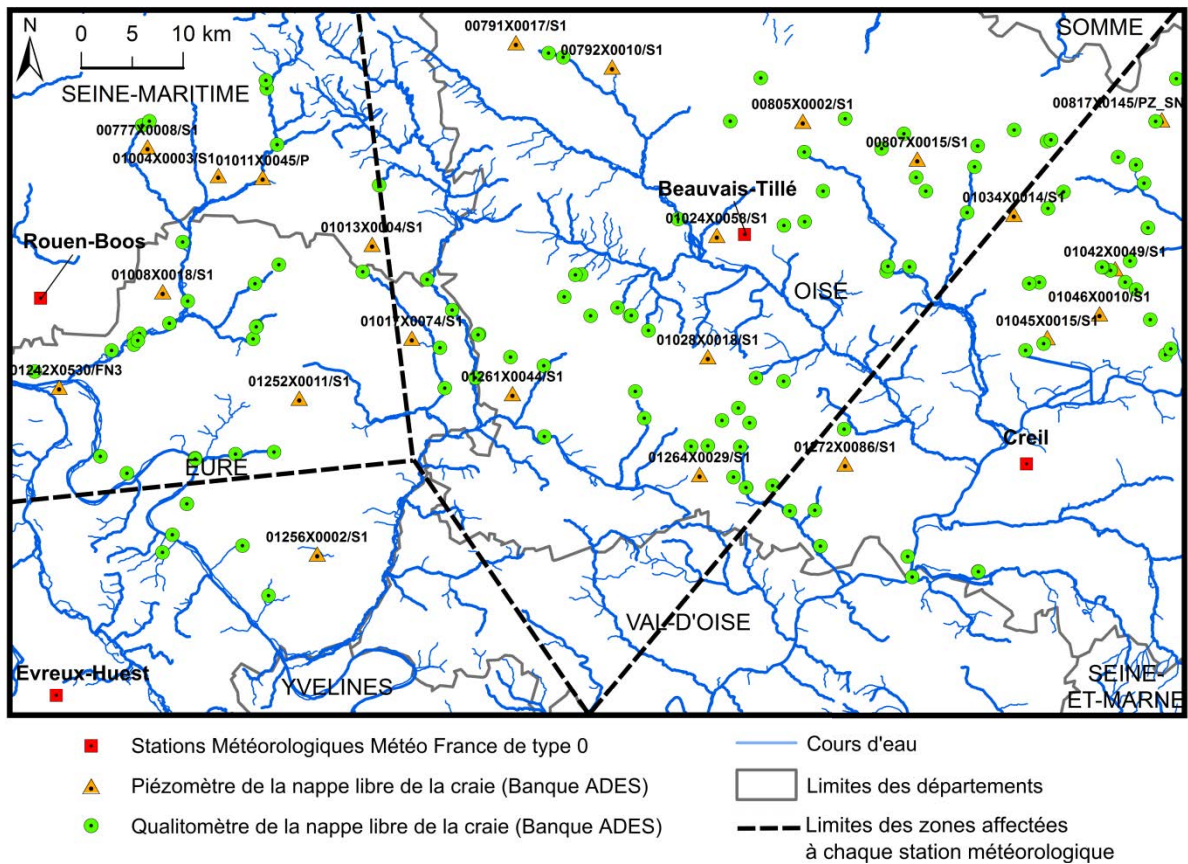 N
0 5 10 km
00791X0017/S1
SOMME
00792X0010/S1
SEINE-MARITIME
00805X0002/S1
00817X0145/PZ_SN
00777X0008/S1
00807X0015/S1
01004X0003/S1
01011X0045/P
Beauvais-Tillé
01034X0014/S1
01024X0058/S1
01013X0004/S1
Rouen-Boos
01042X0049/S1
01008X0018/S1
OISE
01046X0010/S1
01017X0074/S1
01045X0015/S1
01028X0018/S1
01242X0530/FN3
01252X0011/S1
01261X0044/S1
Creil
01272X0086/S1
01264X0029/S1
EURE
01256X0002/S1
VAL-D'OISE
Evreux-Huest
YVELINES
SEINE-
ET-MARNE
Stations Météorologiques Météo France de type 0
Cours d'eau
Piézomètre de la nappe libre de la craie (Banque ADES)
Limites des départements
Qualitomètre de la nappe libre de la craie (Banque ADES)
Limites des zones affectées
à chaque station météorologique